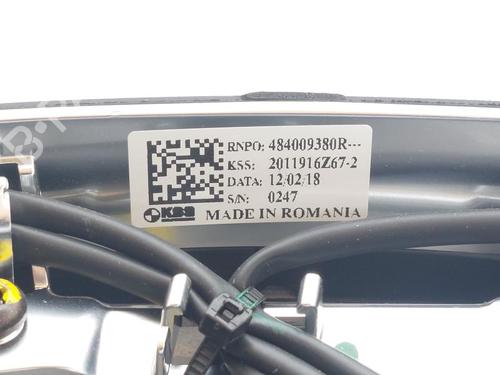 RNPO: 484009380R---
KSS: 2011916Z67-2
DATA: 12/02/18
S/N: 0247
KSS MADE IN ROMANIA